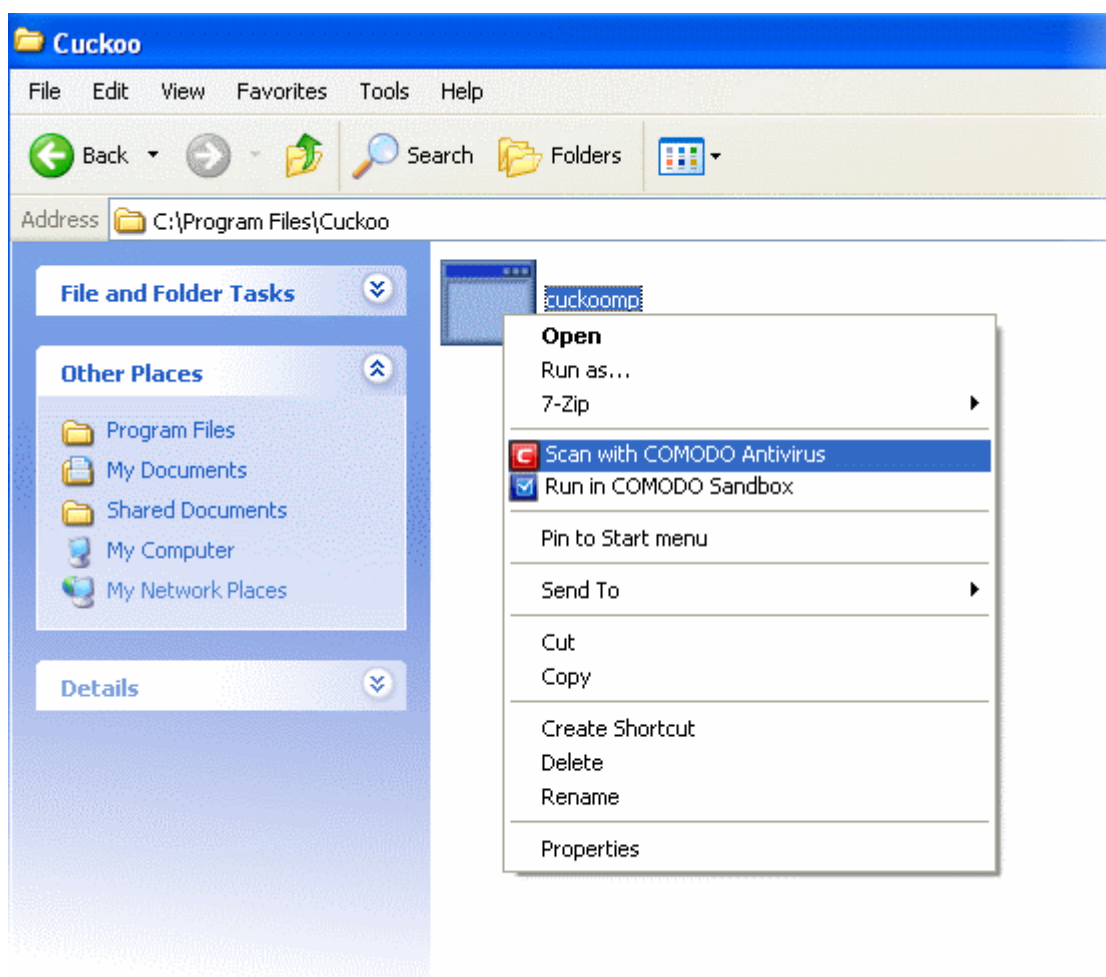 Cuckoo
File Edit View Favorites Tools Help
Back Search Folders
Address C:\Program Files\Cuckoo
File and Folder Tasks
Other Places
Program Files
My Documents
Shared Documents
My Computer
My Network Places
Details
cuckoomp
Open
Run as...
7-Zip
Scan with COMODO Antivirus
Run in COMODO Sandbox
Pin to Start menu
Send To
Cut
Copy
Create Shortcut
Delete
Rename
Properties